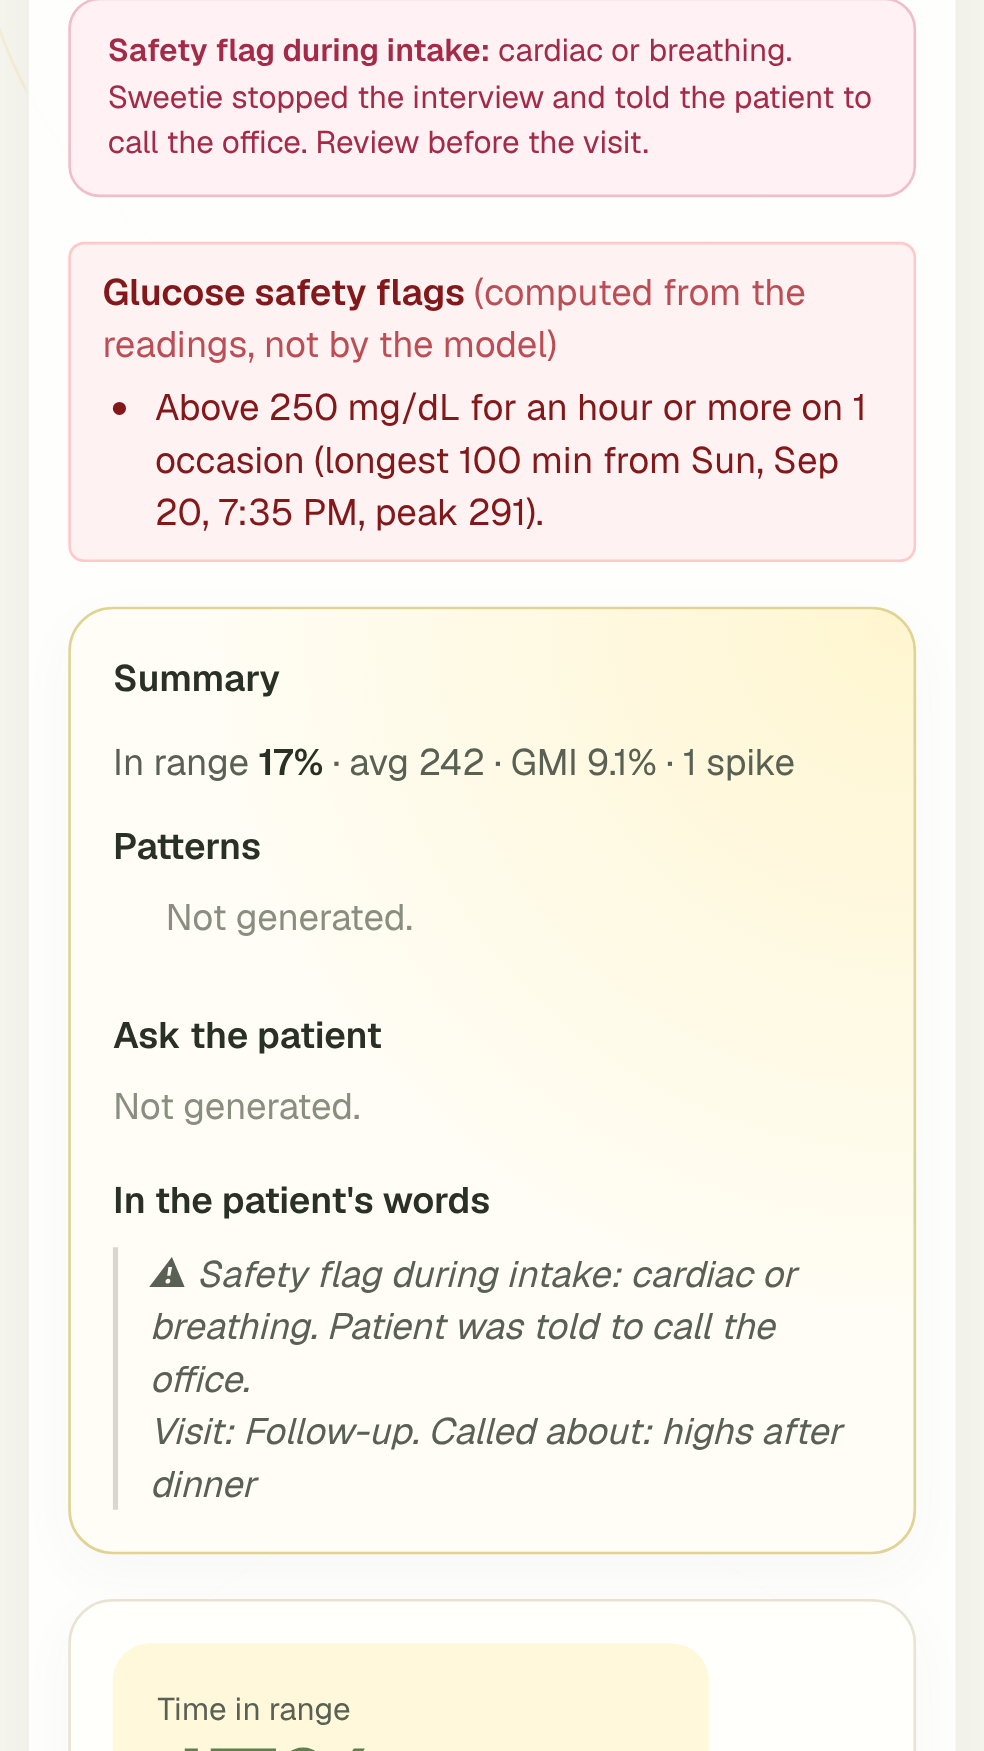 Safety flag during intake: cardiac or breathing.
Sweetie stopped the interview and told the patient to
call the office. Review before the visit.
Glucose safety flags (computed from the
readings, not by the model)
• Above 250 mg/dL for an hour or more on 1
occasion (longest 100 min from Sun, Sep
20, 7:35 PM, peak 291).
Summary
In range 17% · avg 242 · GMI 9.1% · 1 spike
Patterns
Not generated.
Ask the patient
Not generated.
In the patient's words
⚠ Safety flag during intake: cardiac or
breathing. Patient was told to call the
office.
Visit: Follow-up. Called about: highs after
dinner
Time in range